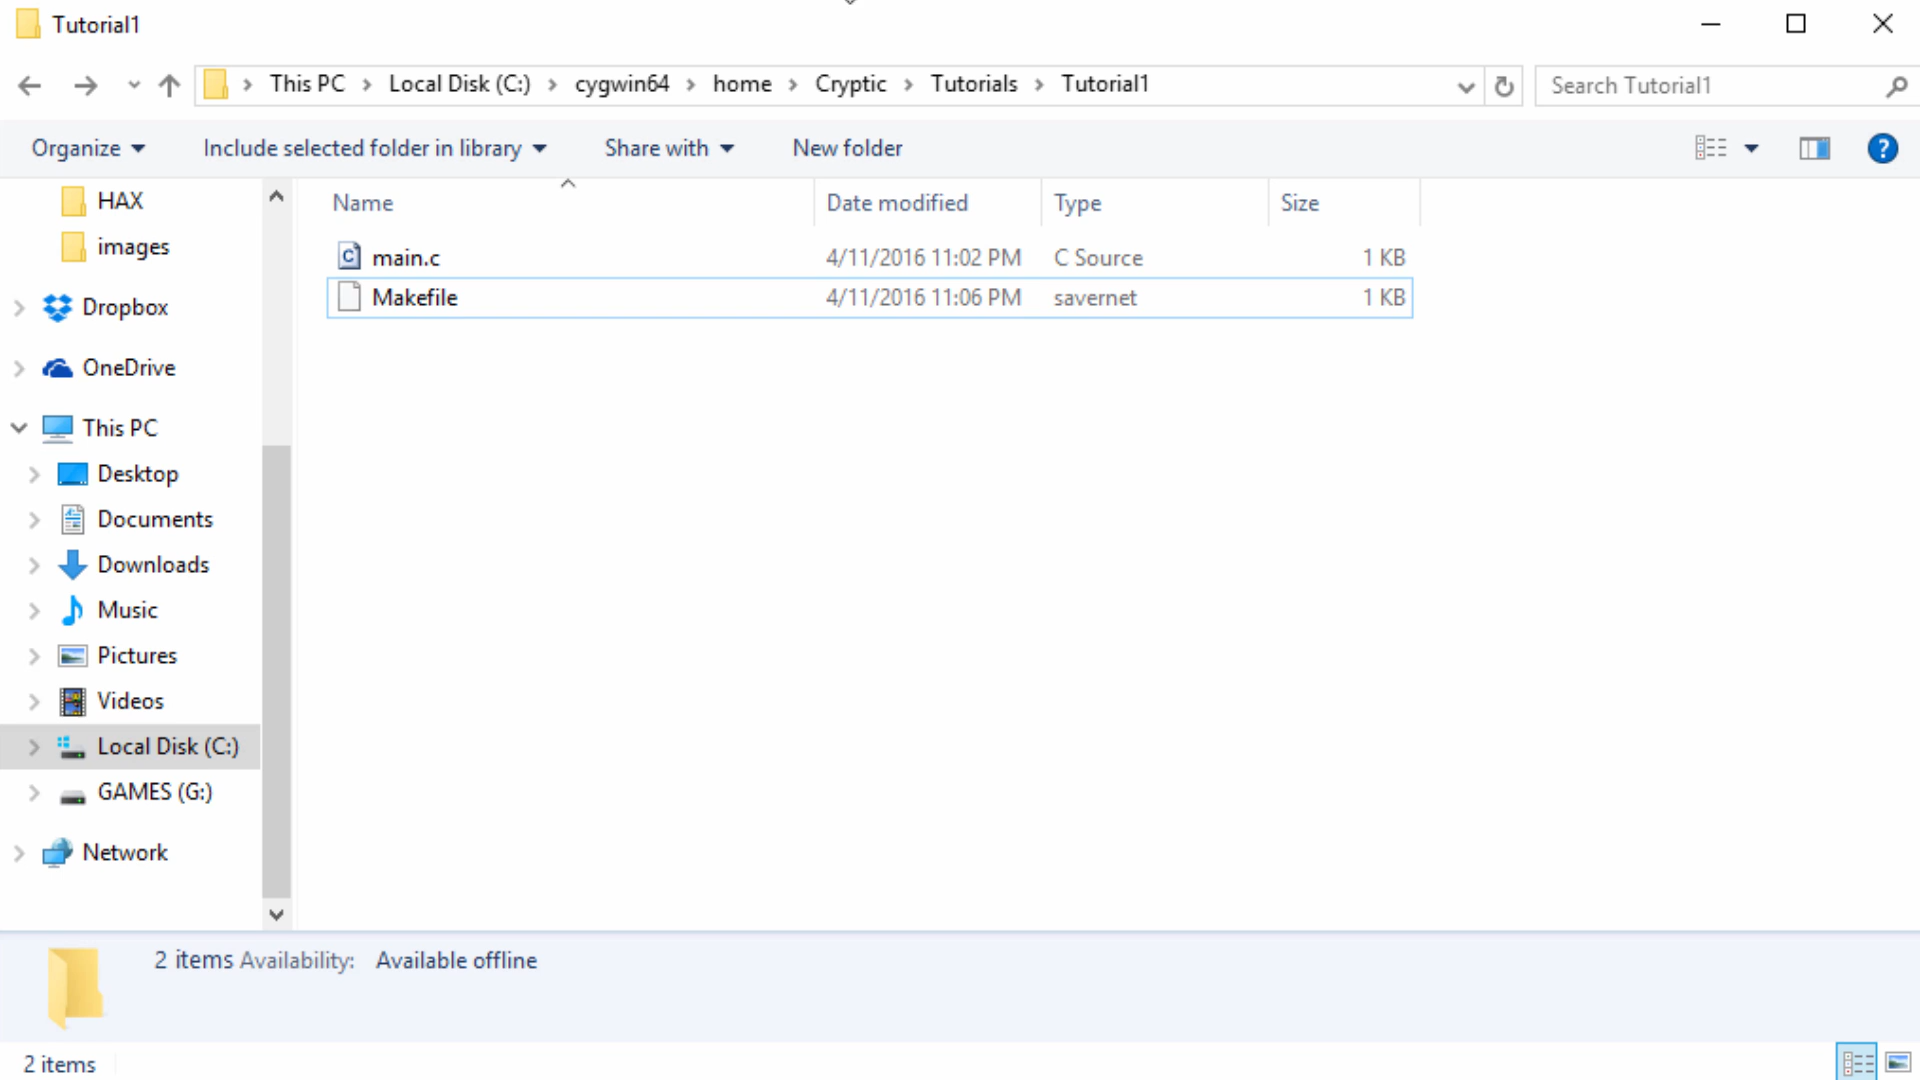 Tutorial1
This PC Local Disk (C:) cygwin64 home Cryptic Tutorials Tutorial1
Search Tutorial1
Organize Include selected folder in library Share with New folder
HAX
images
Dropbox
OneDrive
This PC
Desktop
Documents
Downloads
Music
Pictures
Videos
Local Disk (C:)
GAMES (G:)
Network
Name Date modified Type Size
main.c 4/11/2016 11:02 PM C Source 1 KB
Makefile 4/11/2016 11:06 PM savernet 1 KB
2 items Availability: Available offline
2 items